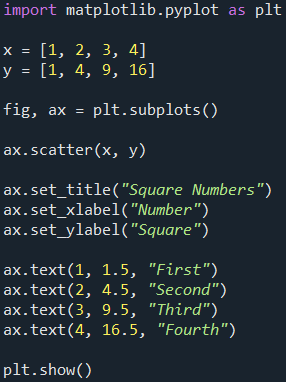 import matplotlib.pyplot as plt
x = [1, 2, 3, 4]
y = [1, 4, 9, 16]
fig, ax = plt.subplots()
ax.scatter(x, y)
ax.set_title("Square Numbers")
ax.set_xlabel("Number")
ax.set_ylabel("Square")
ax.text(1, 1.5, "First")
ax.text(2, 4.5, "Second")
ax.text(3, 9.5, "Third")
ax.text(4, 16.5, "Fourth")
plt.show()